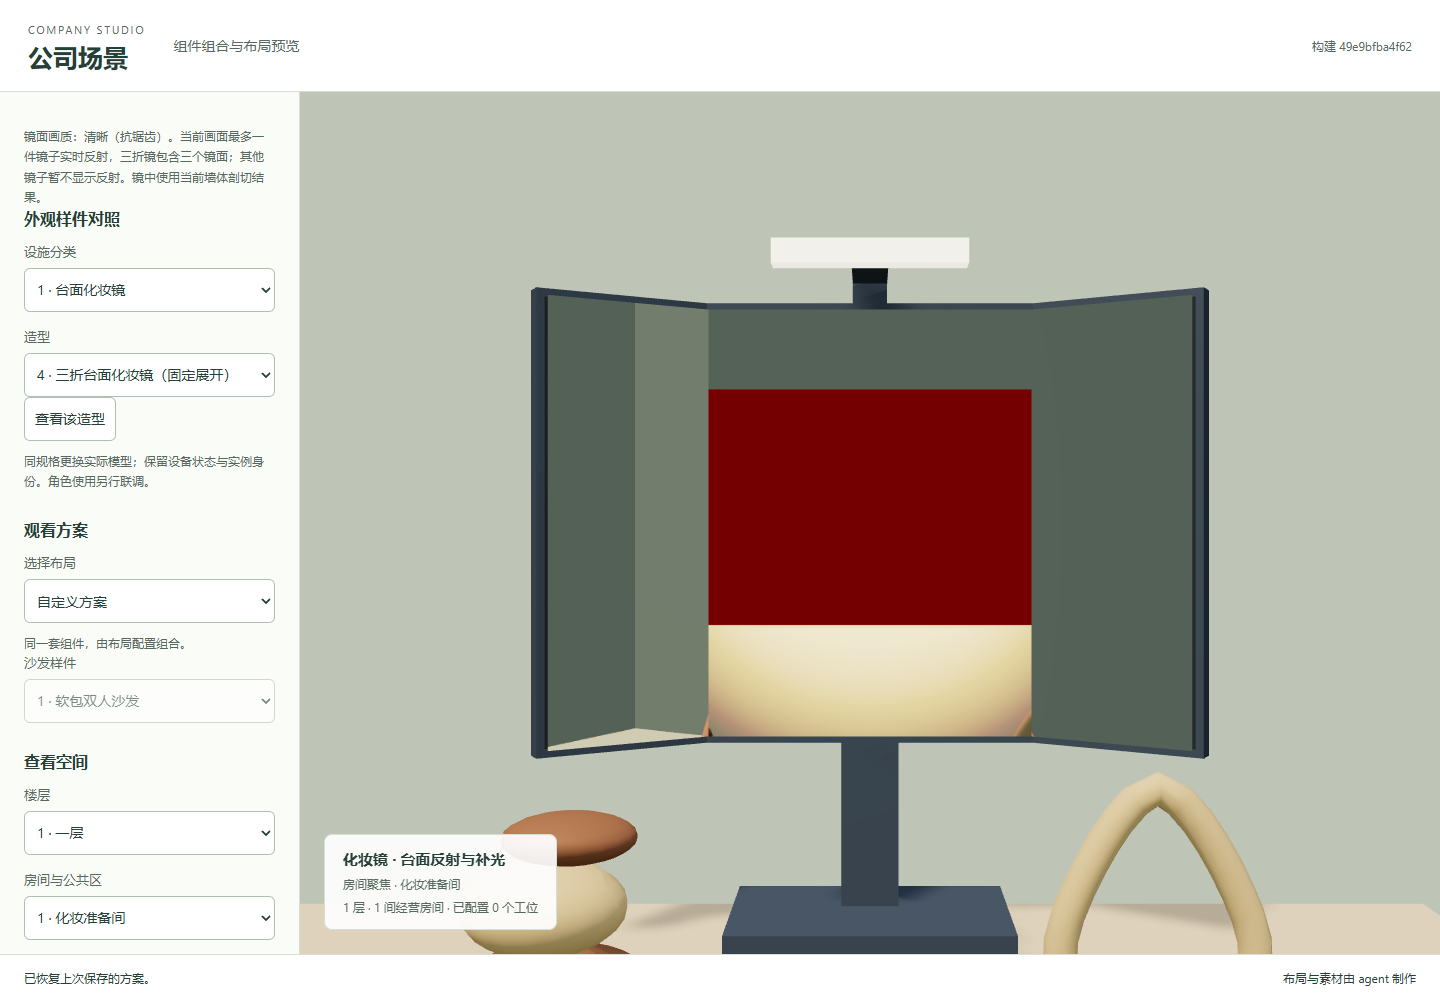 COMPANY STUDIO
公司场景
组件组合与布局预览
构建 49e9bfba4f62
镜面画质：清晰（抗锯齿）。当前画面最多一
件镜子实时反射，三折镜包含三个镜面；其他
镜子暂不显示反射。镜中使用当前墙体剖切结
果。
外观样件对照
设施分类
1 · 台面化妆镜
造型
4 · 三折台面化妆镜（固定展开）
查看该造型
同规格更换实际模型；保留设备状态与实例身
份。角色使用另行联调。
观看方案
选择布局
自定义方案
同一套组件，由布局配置组合。
沙发样件
1 · 软包双人沙发
查看空间
楼层
1 · 一层
房间与公共区
1 · 化妆准备间
化妆镜 · 台面反射与补光
房间聚焦 · 化妆准备间
1 层 · 1 间经营房间 · 已配置 0 个工位
已恢复上次保存的方案。
布局与素材由 agent 制作